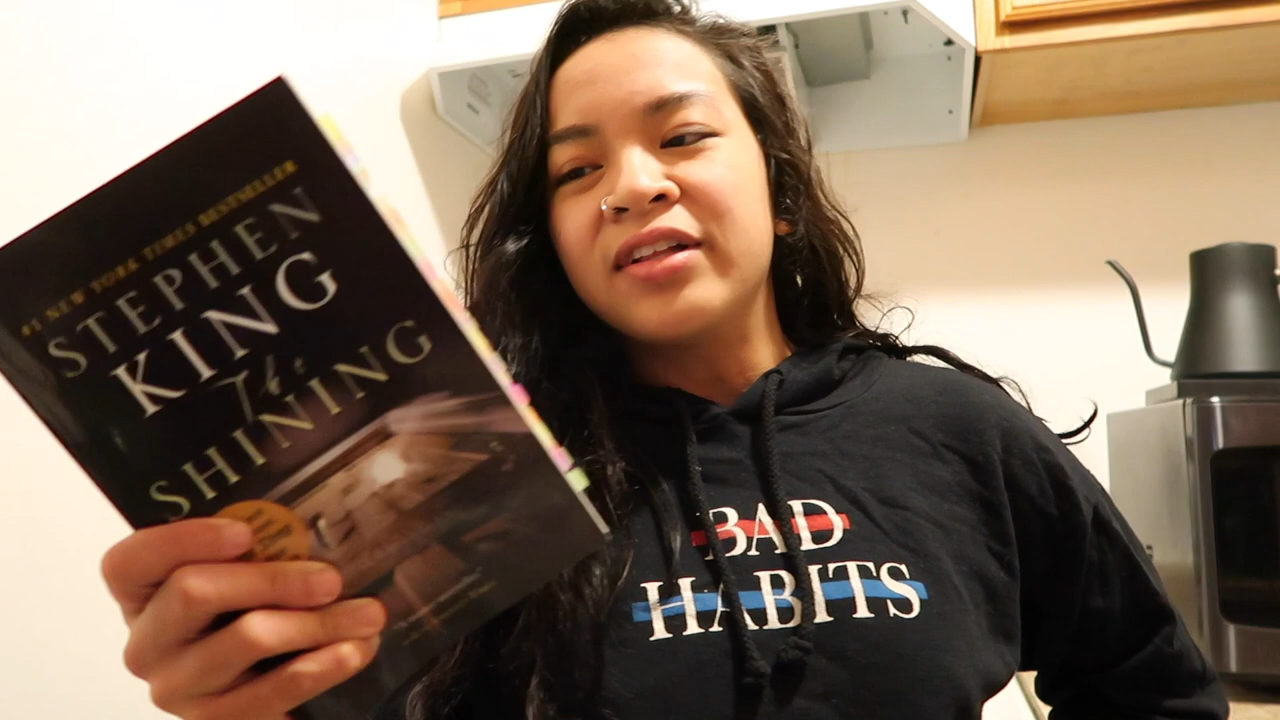 #1 NEW YORK TIMES BESTSELLER
STEPHEN
KING
The
SHINING
BAD
HABITS